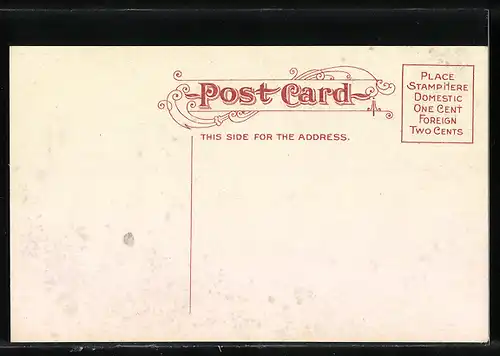 Post Card
THIS SIDE FOR THE ADDRESS.
PLACE
STAMP HERE
DOMESTIC
ONE CENT
FOREIGN
TWO CENTS